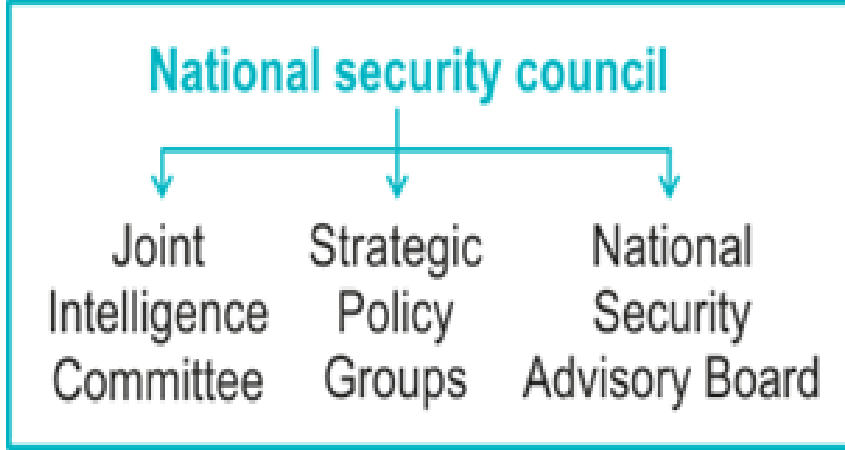 National security council
Joint
Intelligence
Committee
Strategic
Policy
Groups
National
Security
Advisory Board